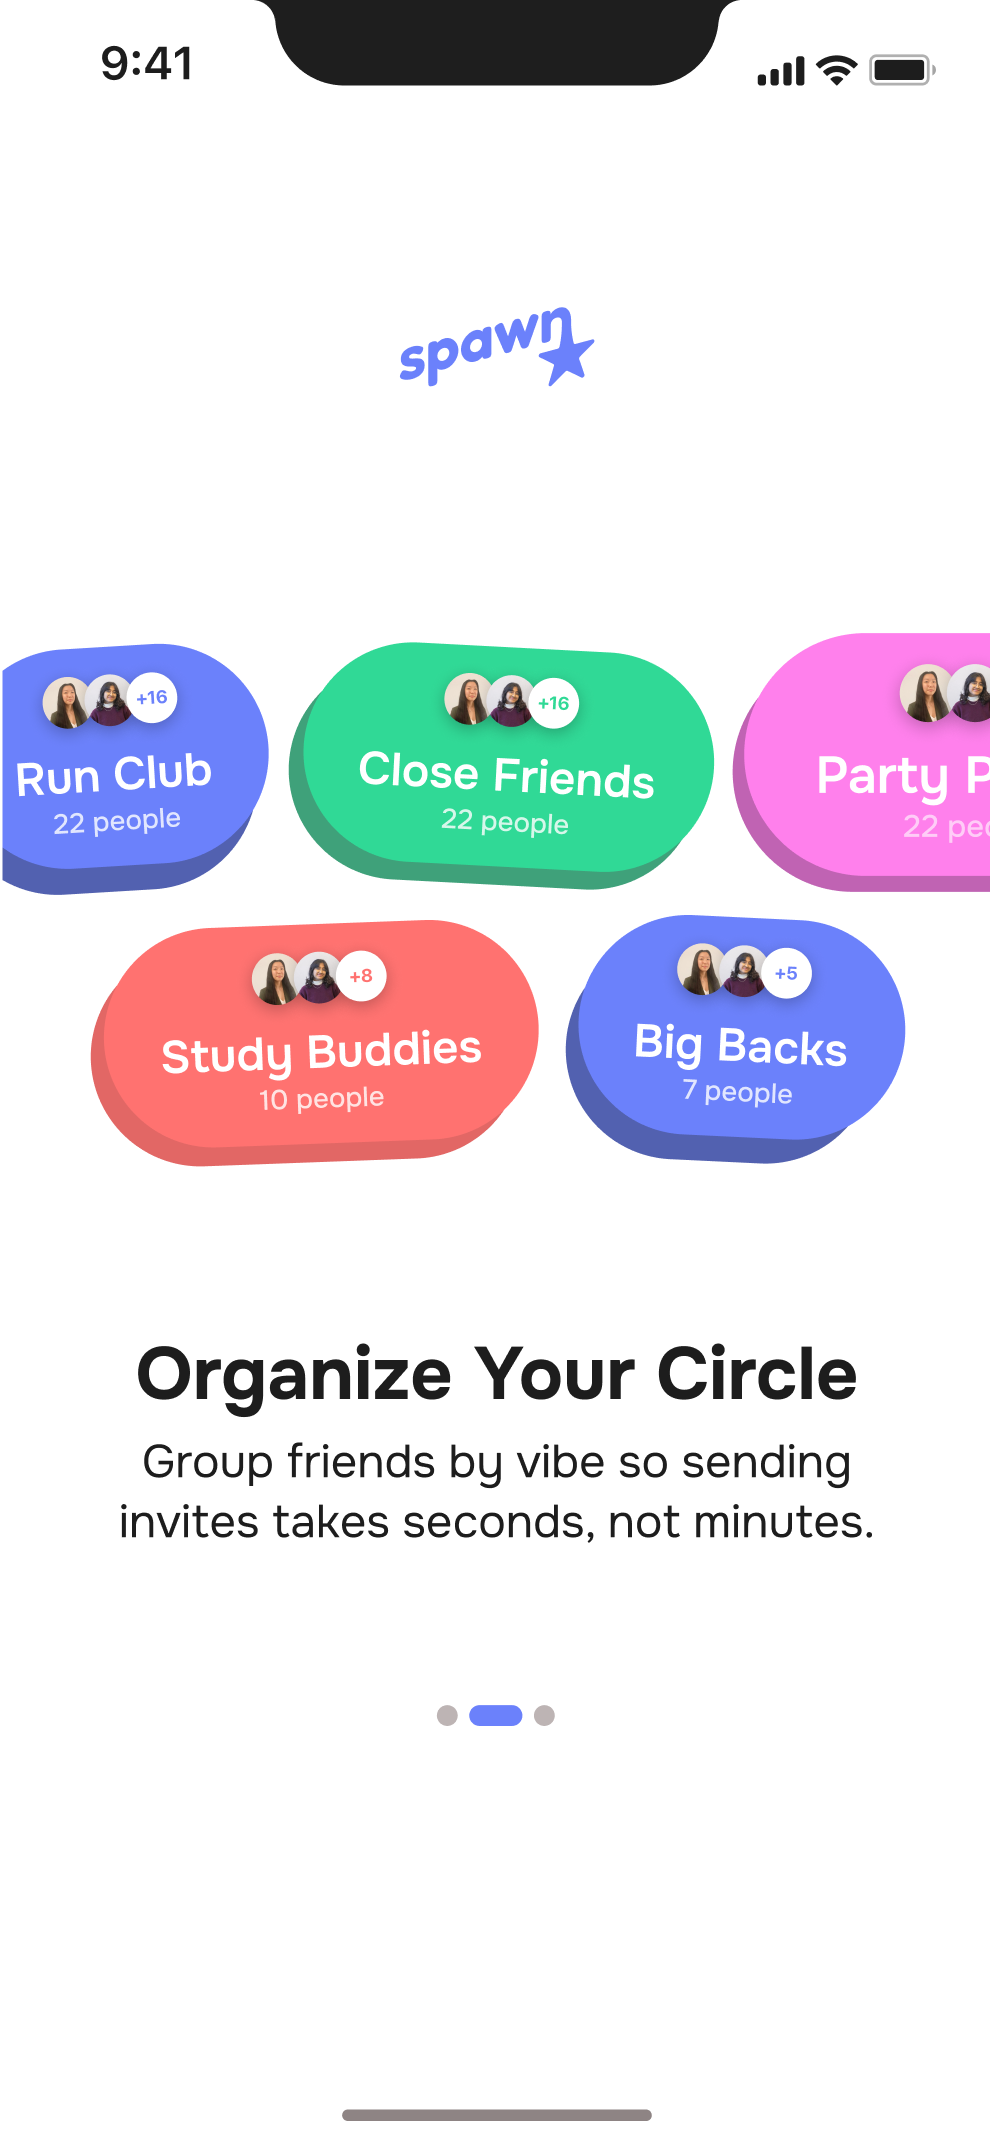 9:41
spawn
+16
Run Club
22 people
+16
Close Friends
22 people
Party P
22 peo
+8
Study Buddies
10 people
+5
Big Backs
7 people
Organize Your Circle
Group friends by vibe so sending
invites takes seconds, not minutes.